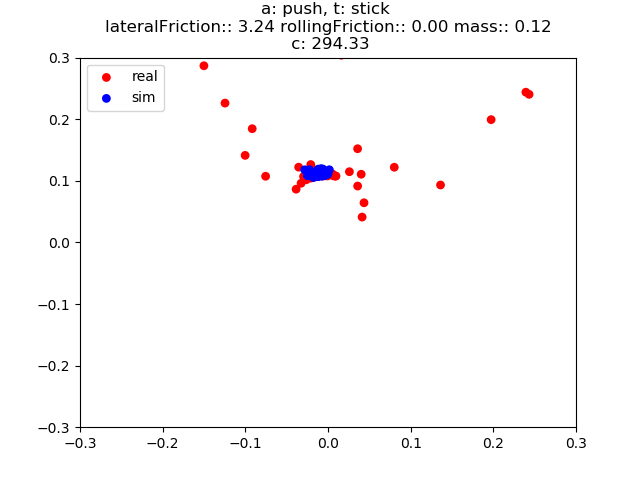 a: push, t: stick
lateralFriction:: 3.24 rollingFriction:: 0.00 mass:: 0.12
c: 294.33
real
sim
0.3
0.2
0.1
0.0
−0.1
−0.2
−0.3
−0.3 −0.2 −0.1 0.0 0.1 0.2 0.3